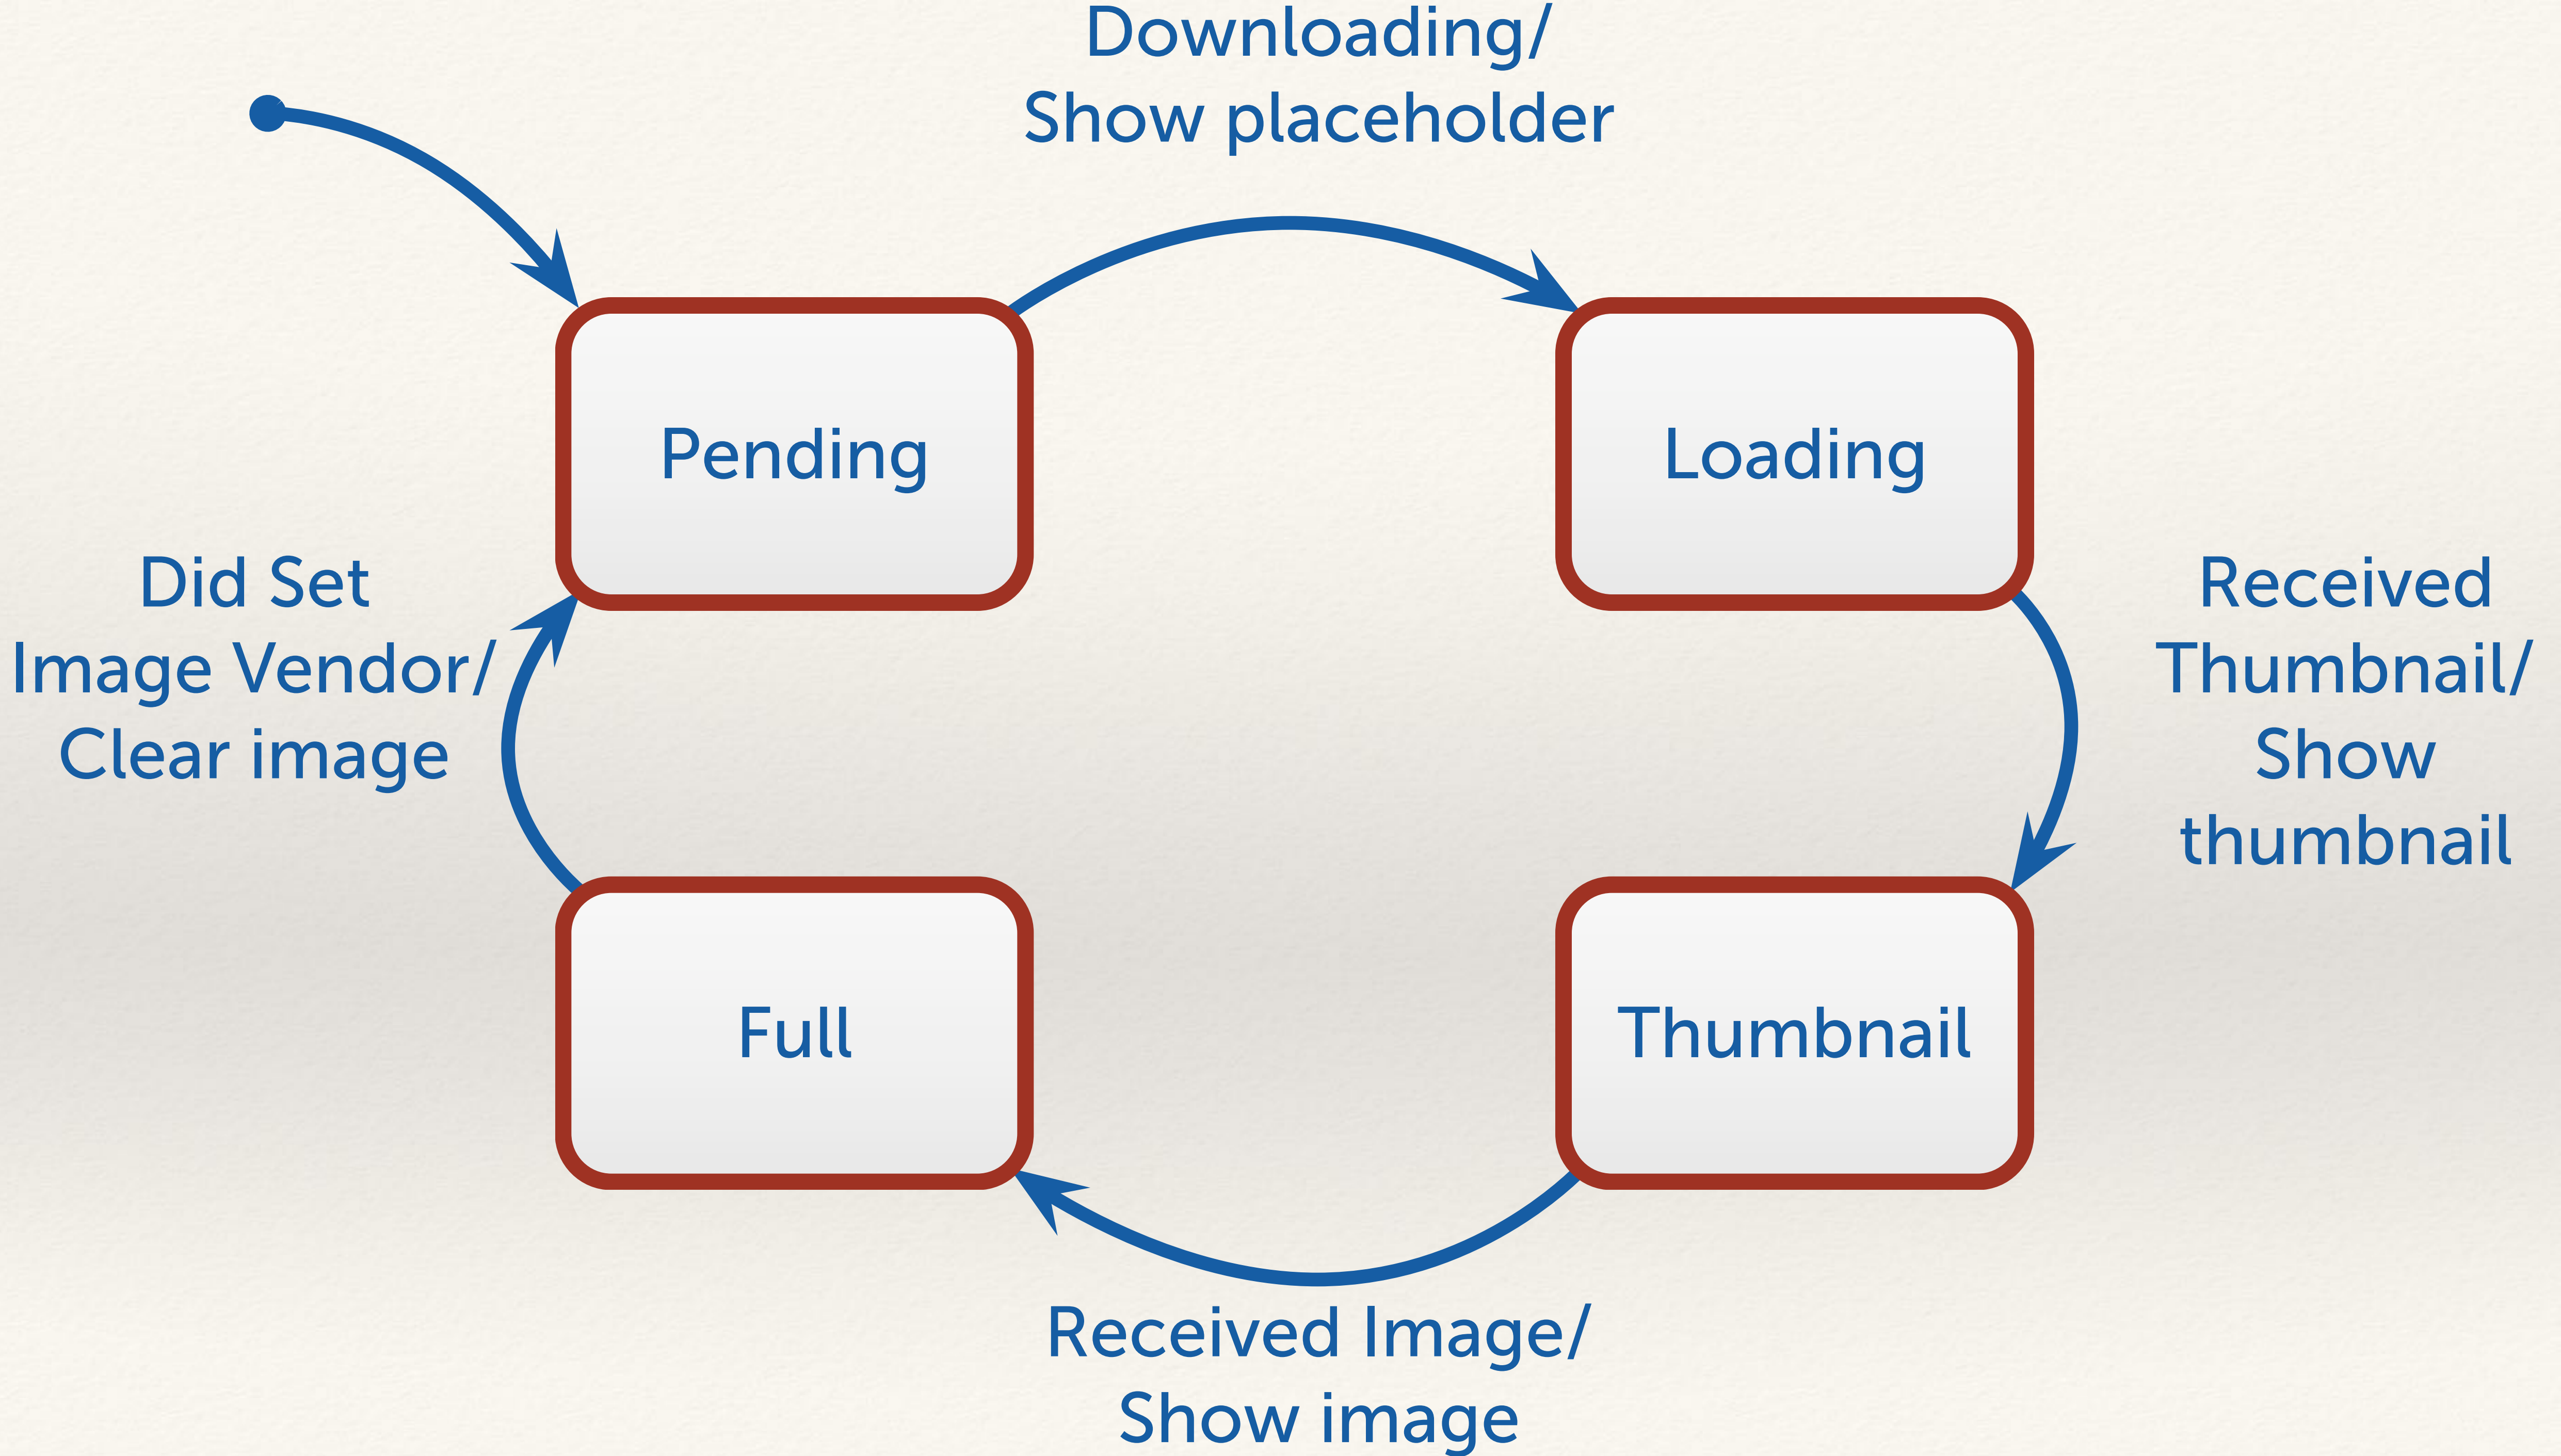 Downloading/
Show placeholder
Pending
Loading
Did Set
Image Vendor/
Clear image
Received
Thumbnail/
Show
thumbnail
Full
Thumbnail
Received Image/
Show image